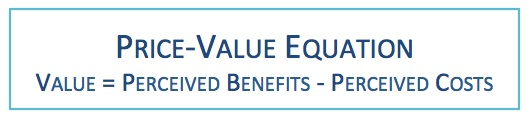 Price-Value Equation
Value = Perceived Benefits - Perceived Costs